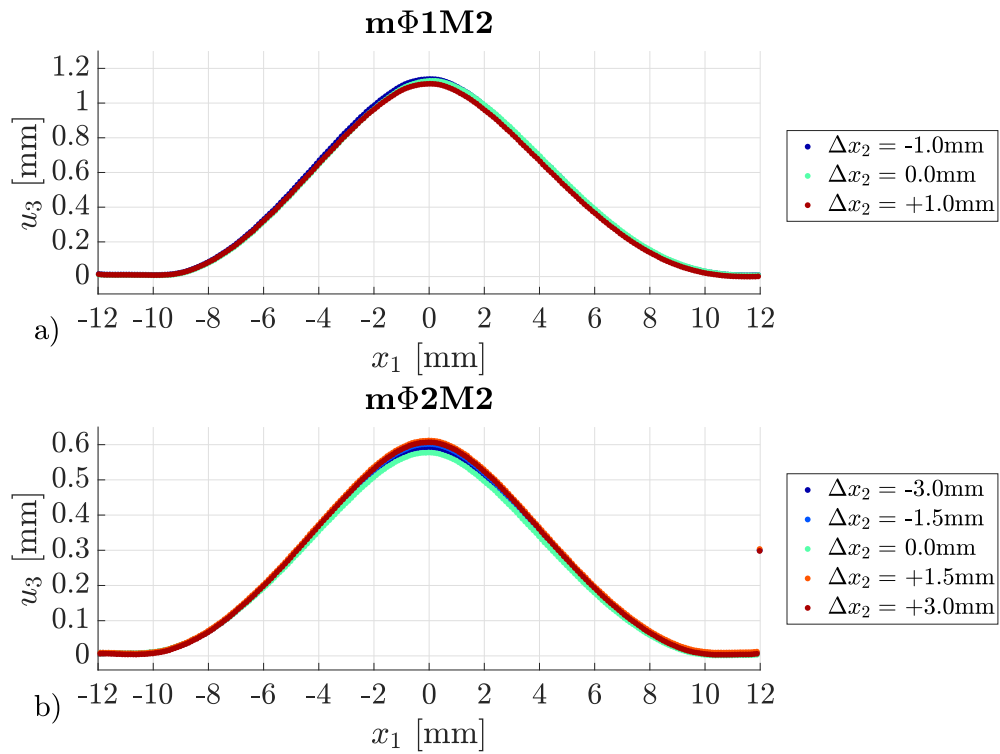 mΦ1M2
1.2
1
0.8
0.6
0.4
0.2
0
u₃ [mm]
-12 -10 -8 -6 -4 -2 0 2 4 6 8 10 12
a)
x₁ [mm]
Δx₂ = -1.0mm
Δx₂ = 0.0mm
Δx₂ = +1.0mm
mΦ2M2
0.6
0.5
0.4
0.3
0.2
0.1
0
u₃ [mm]
-12 -10 -8 -6 -4 -2 0 2 4 6 8 10 12
b)
x₁ [mm]
Δx₂ = -3.0mm
Δx₂ = -1.5mm
Δx₂ = 0.0mm
Δx₂ = +1.5mm
Δx₂ = +3.0mm